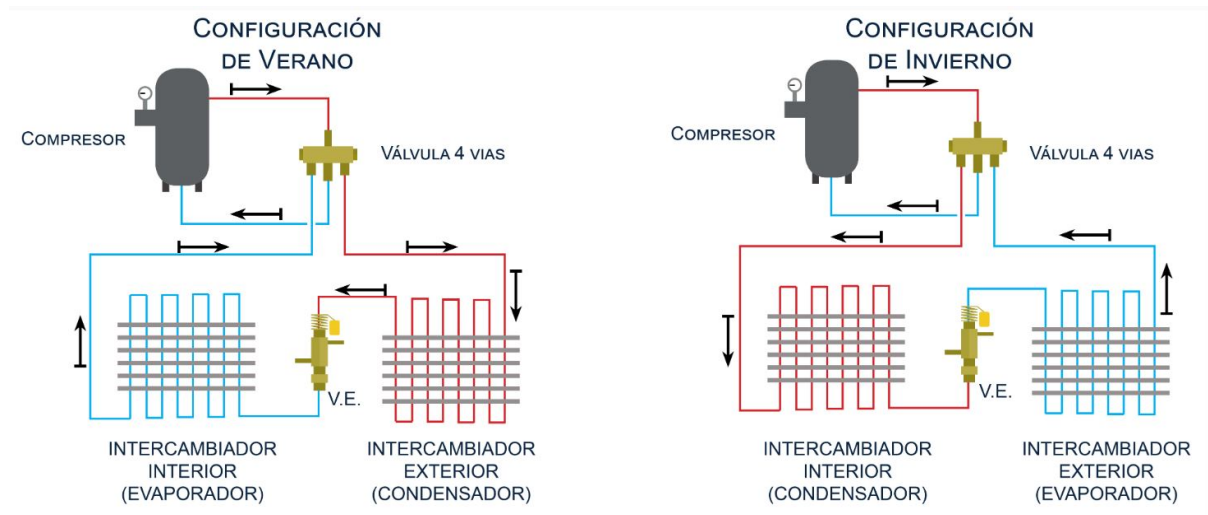 CONFIGURACIÓN
DE VERANO
COMPRESOR
VÁLVULA 4 VIAS
V.E.
INTERCAMBIADOR
INTERIOR
(EVAPORADOR)
INTERCAMBIADOR
EXTERIOR
(CONDENSADOR)
CONFIGURACIÓN
DE INVIERNO
COMPRESOR
VÁLVULA 4 VIAS
V.E.
INTERCAMBIADOR
INTERIOR
(CONDENSADOR)
INTERCAMBIADOR
EXTERIOR
(EVAPORADOR)